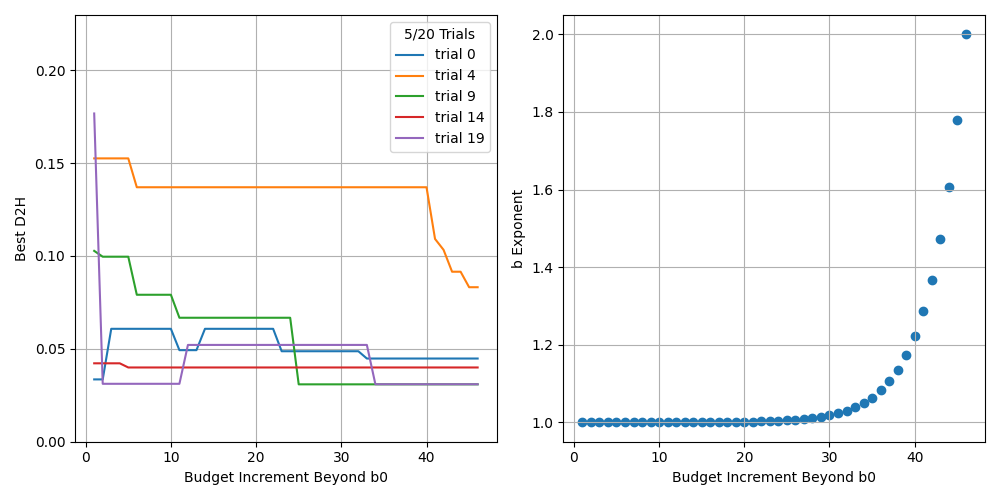 5/20 Trials
trial 0
trial 4
trial 9
trial 14
trial 19
Best D2H
0.20
0.15
0.10
0.05
0.00
0 10 20 30 40
Budget Increment Beyond b0
b Exponent
2.0
1.8
1.6
1.4
1.2
1.0
0 10 20 30 40
Budget Increment Beyond b0